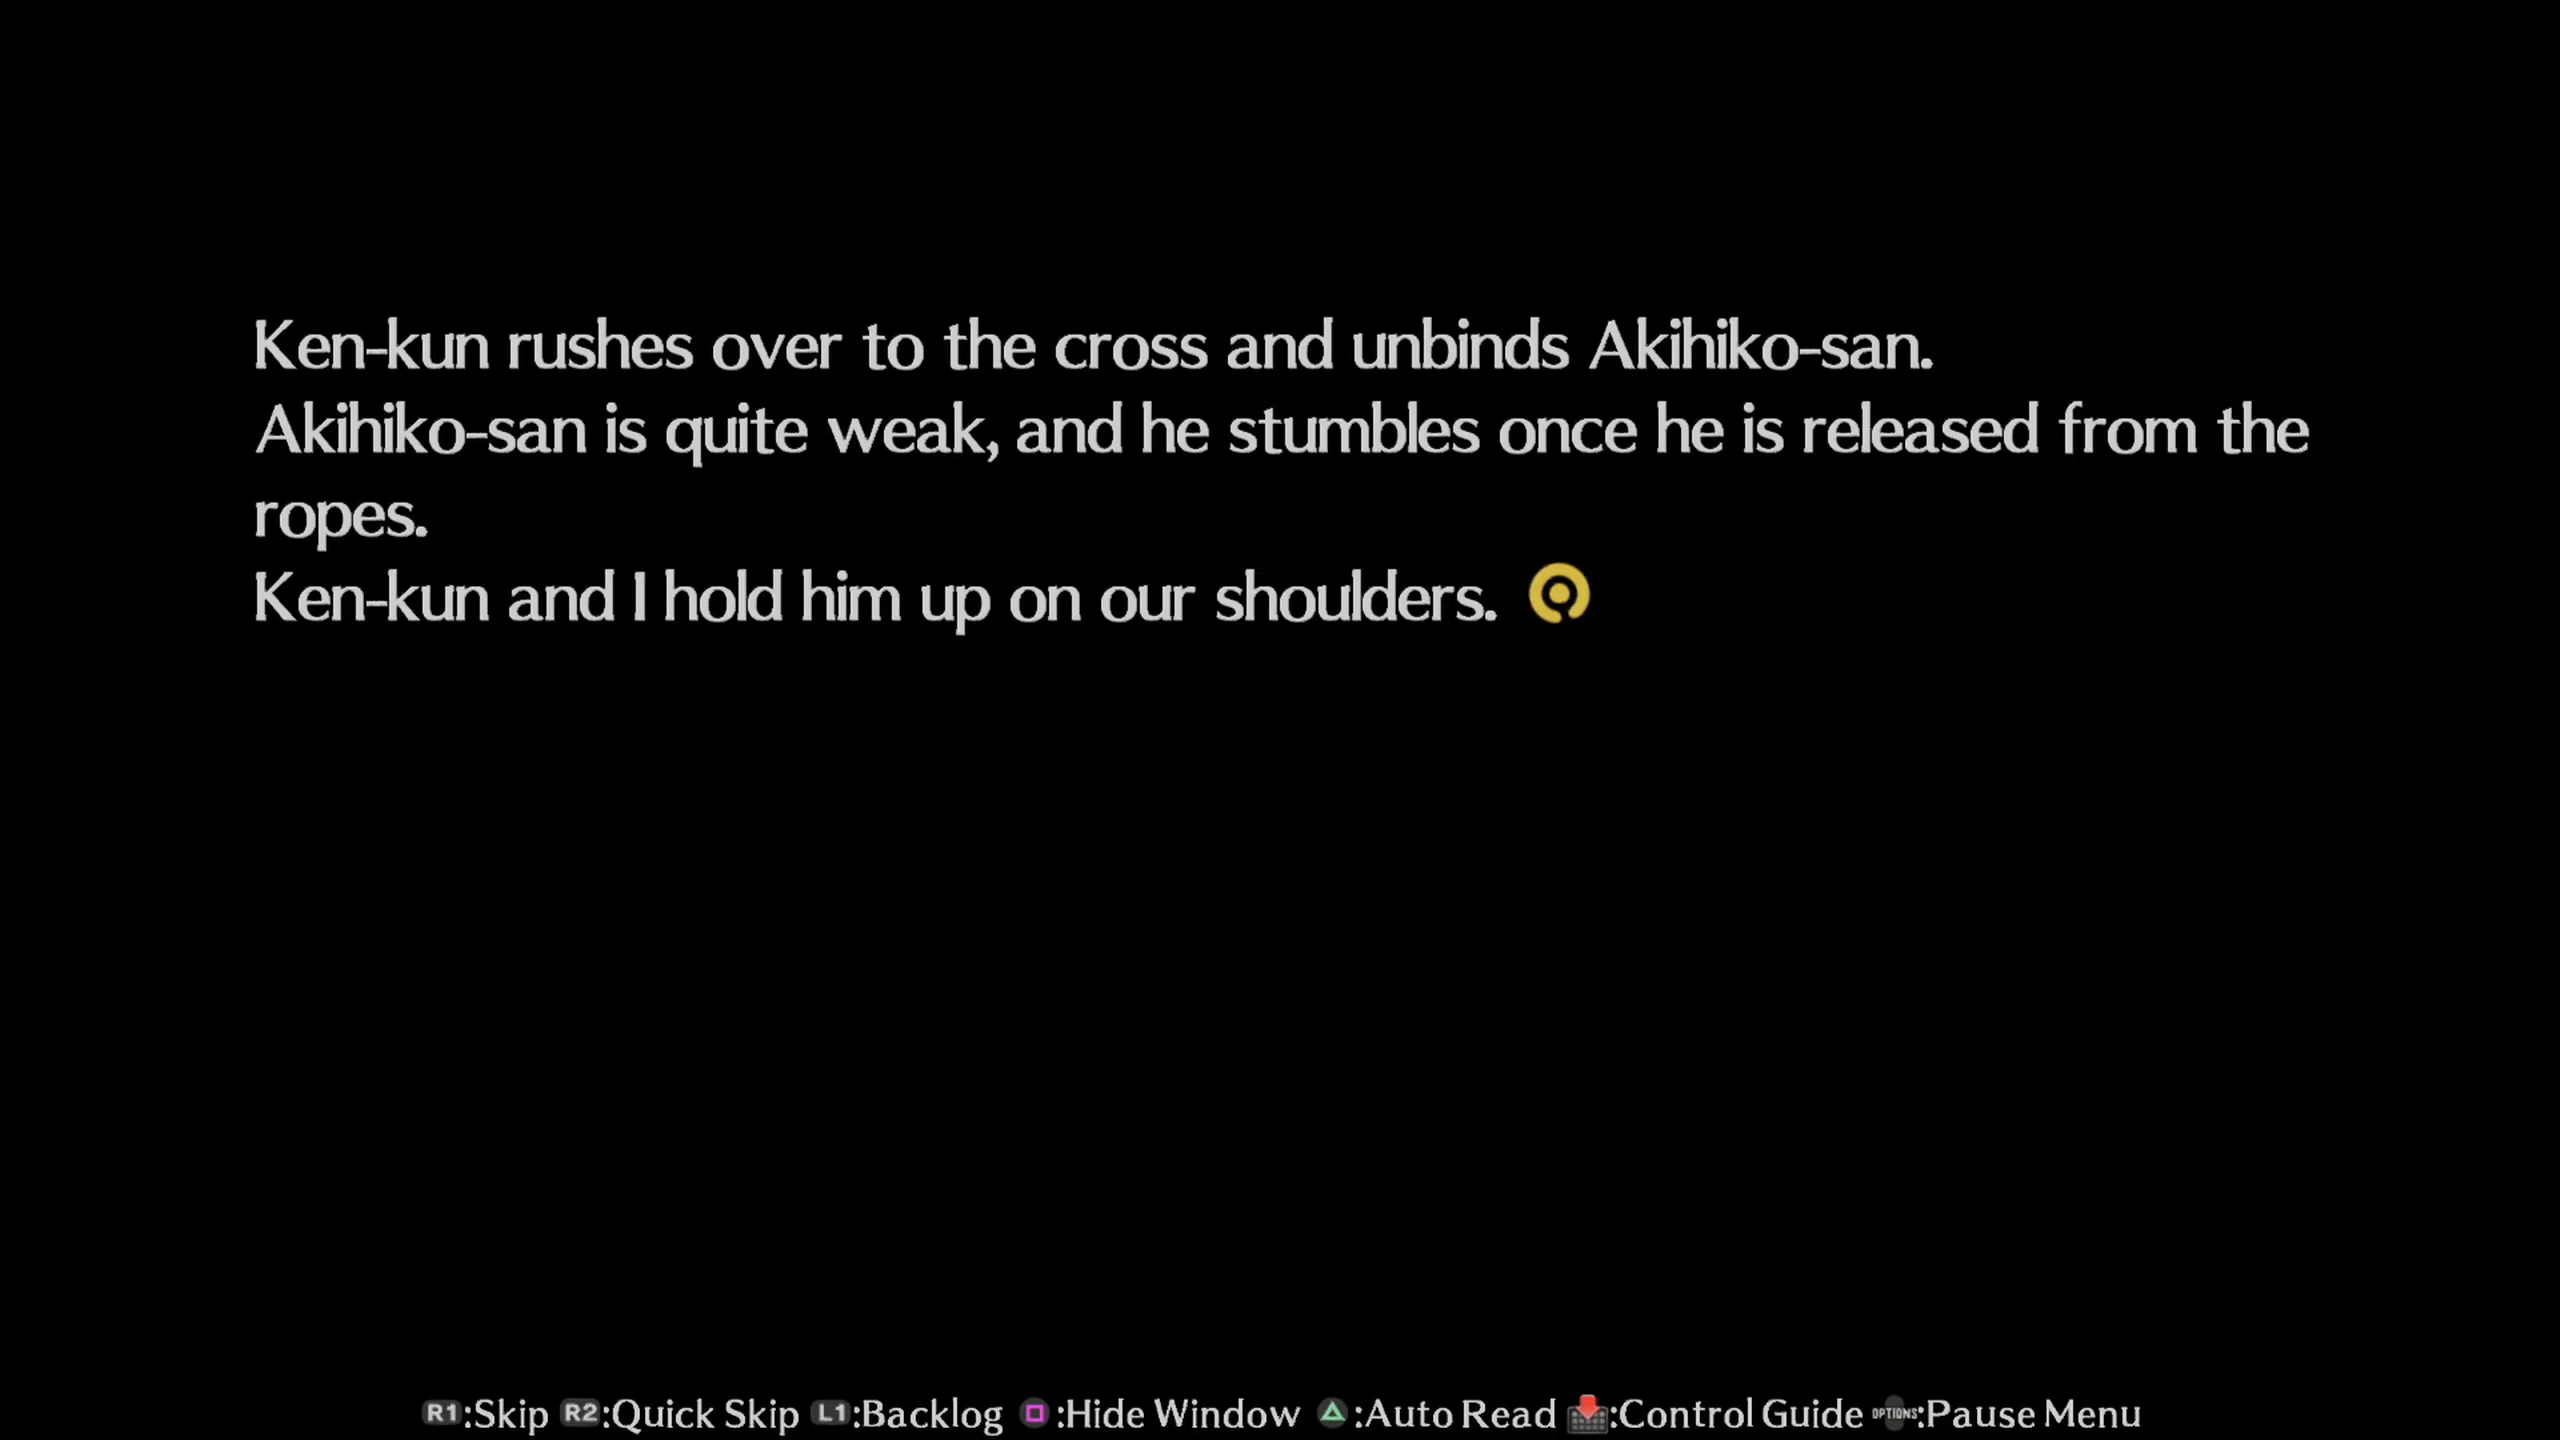 Ken-kun rushes over to the cross and unbinds Akihiko-san.
Akihiko-san is quite weak, and he stumbles once he is released from the
ropes.
Ken-kun and I hold him up on our shoulders.
R1:Skip R2:Quick Skip L1:Backlog :Hide Window :Auto Read :Control Guide OPTIONS:Pause Menu